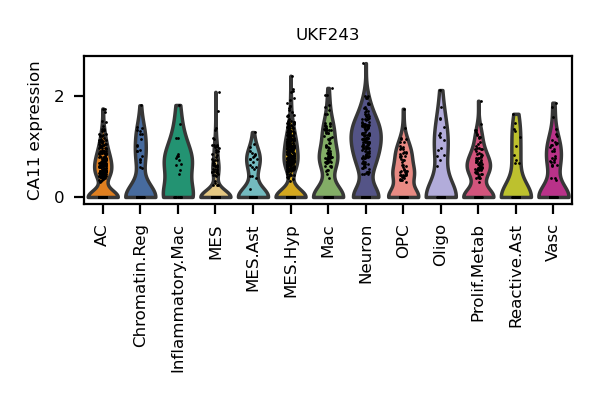 UKF243
CA11 expression
2
0
AC
Chromatin.Reg
Inflammatory.Mac
MES
MES.Ast
MES.Hyp
Mac
Neuron
OPC
Oligo
Prolif.Metab
Reactive.Ast
Vasc